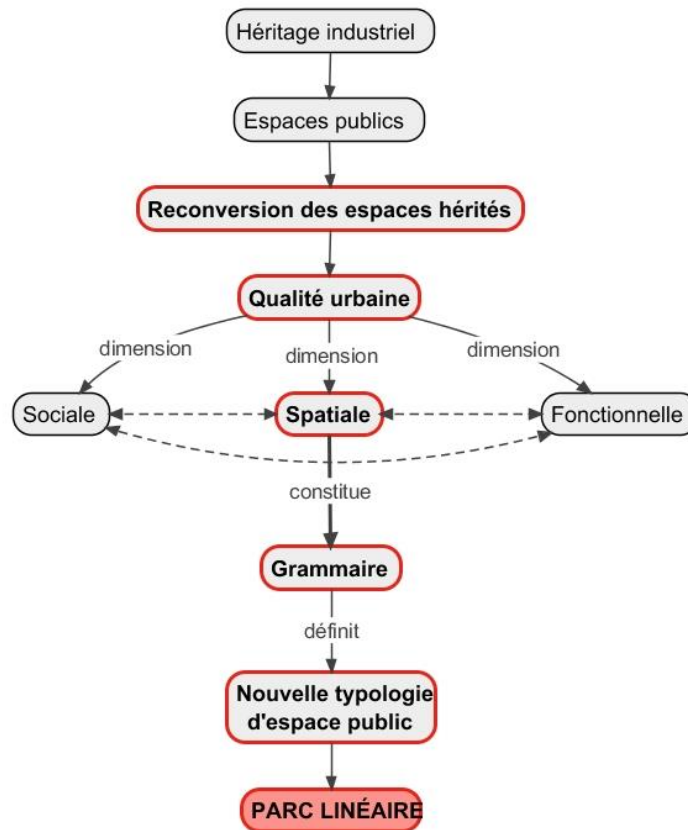 Héritage industriel
Espaces publics
Reconversion des espaces hérités
Qualité urbaine
dimension
dimension
dimension
Sociale
Spatiale
Fonctionnelle
constitue
Grammaire
définit
Nouvelle typologie
d'espace public
PARC LINÉAIRE